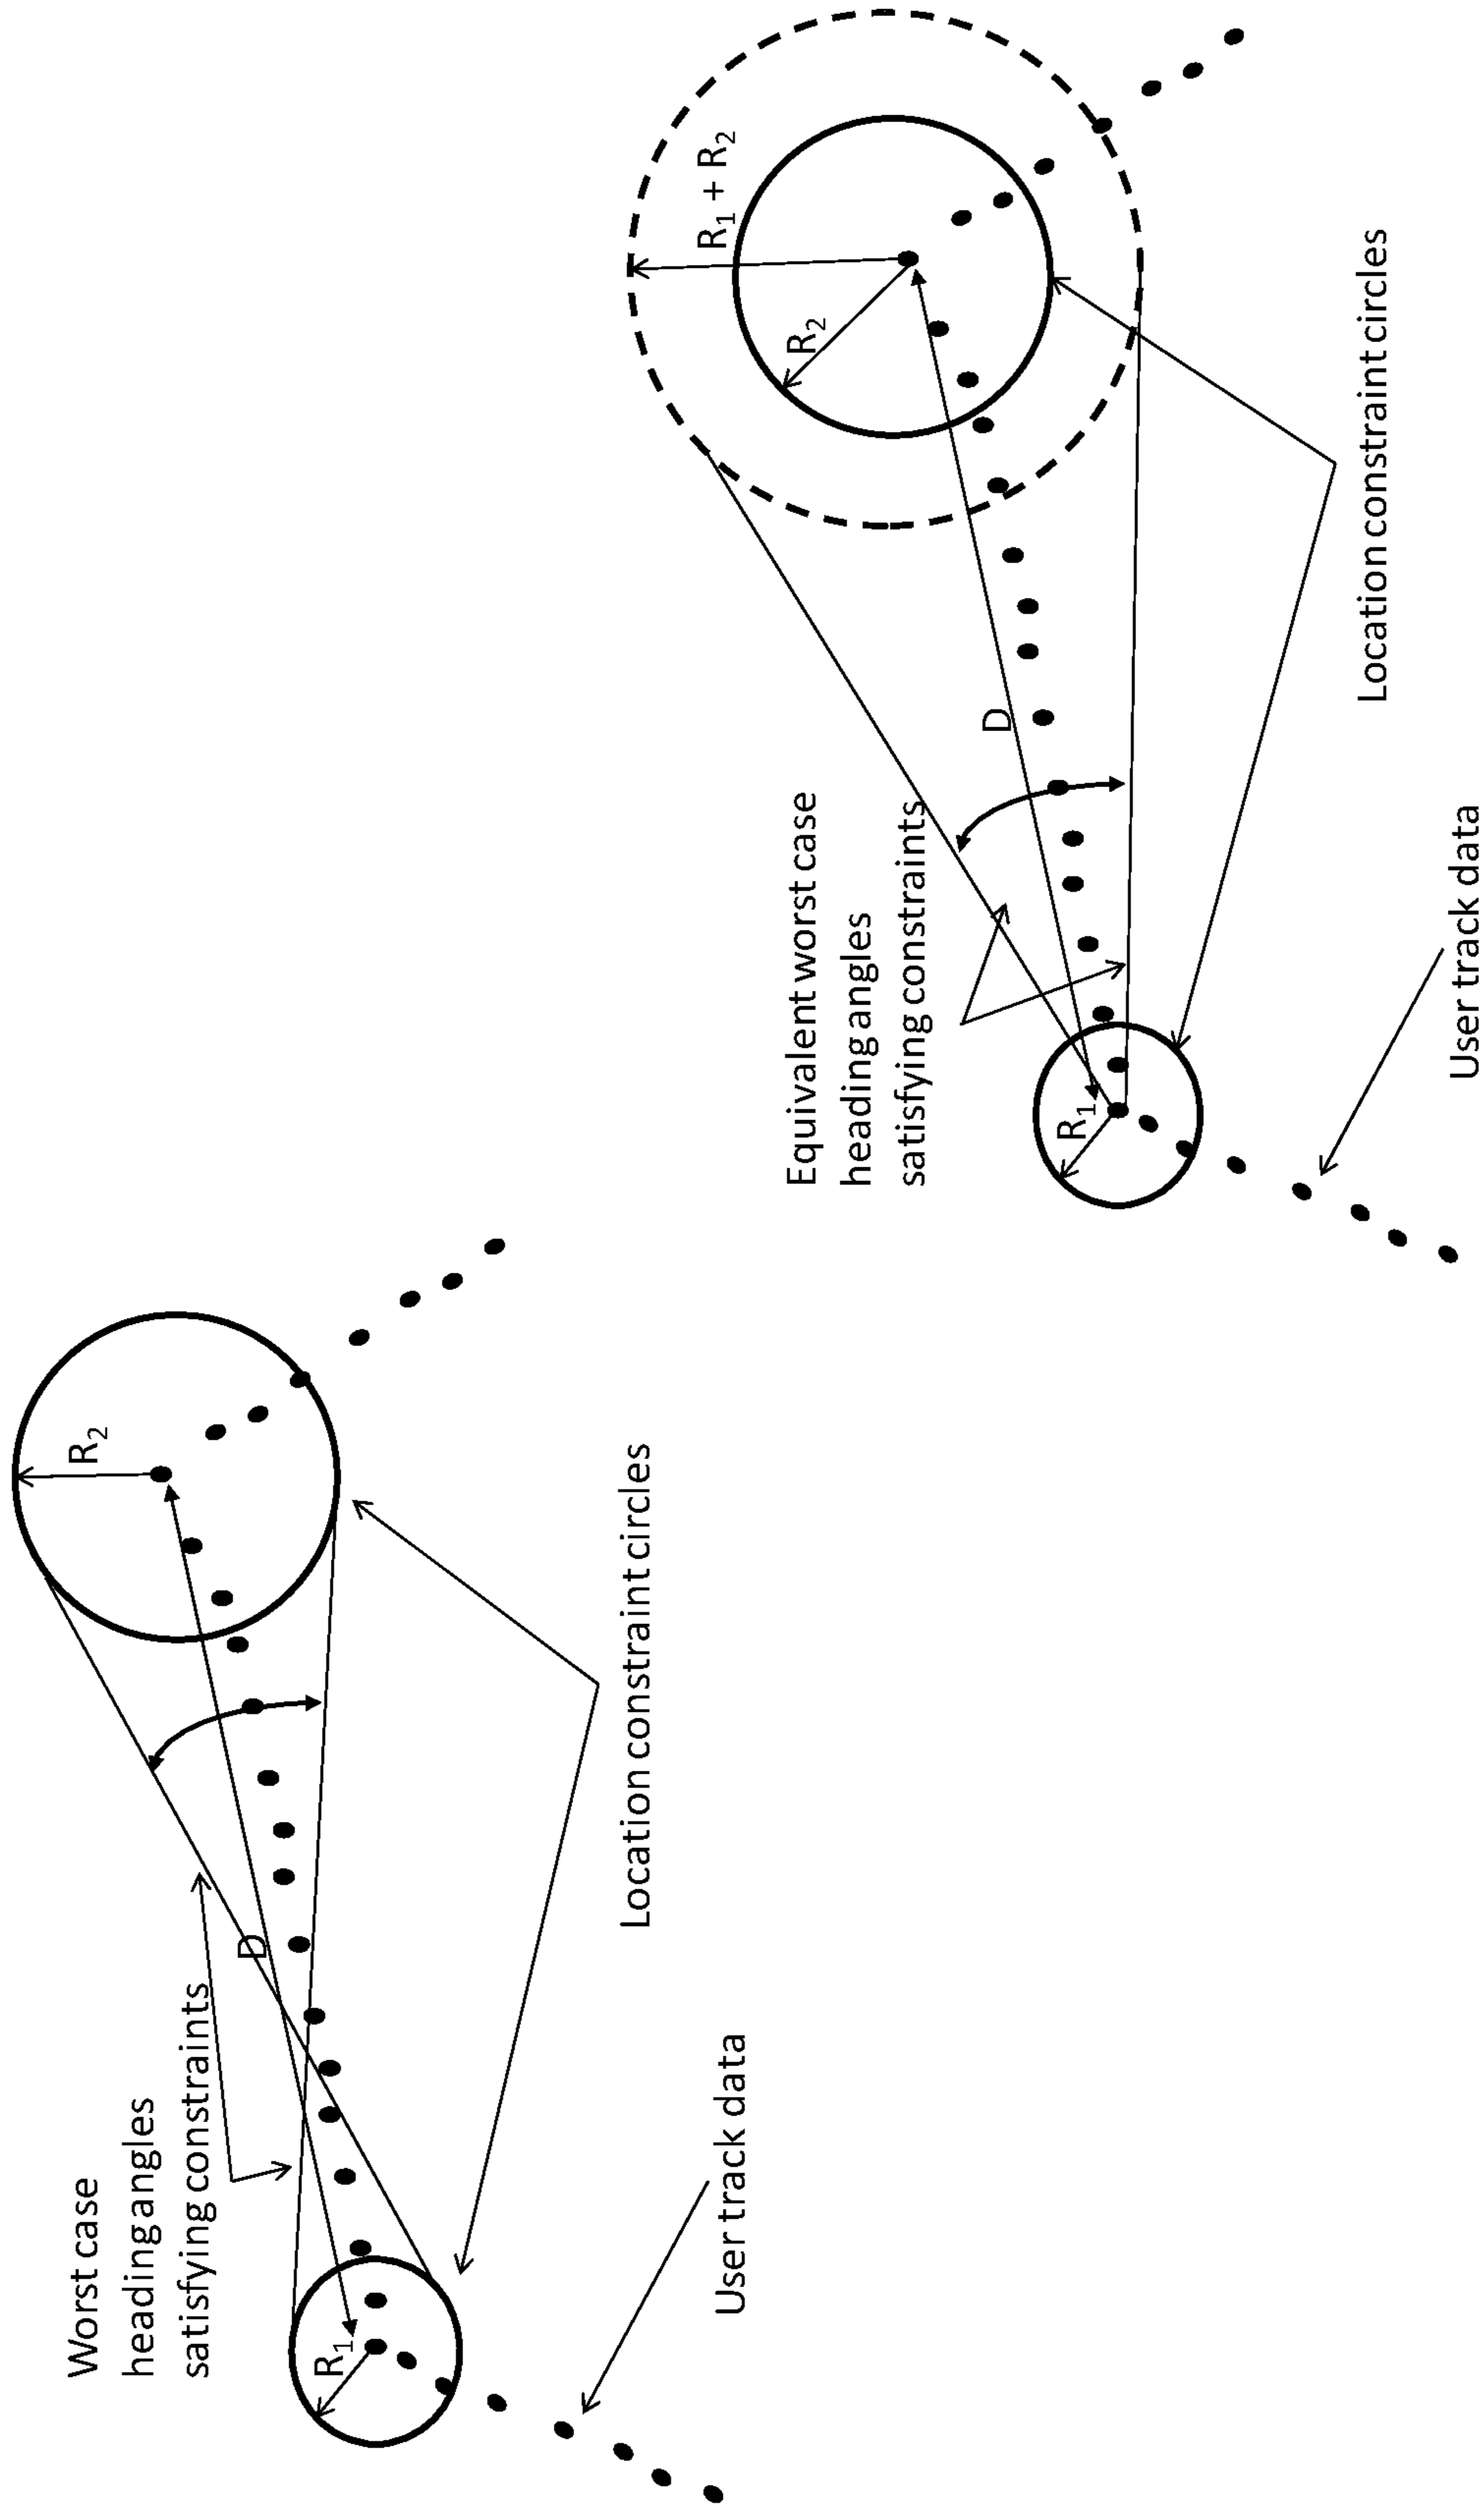 Worst case
heading angles
satisfying constraints
R1
D
R2
Location constraint circles
User track data
Equivalent worst case
heading angles
satisfying constraints
R1
D
R2
R1 + R2
Location constraint circles
User track data